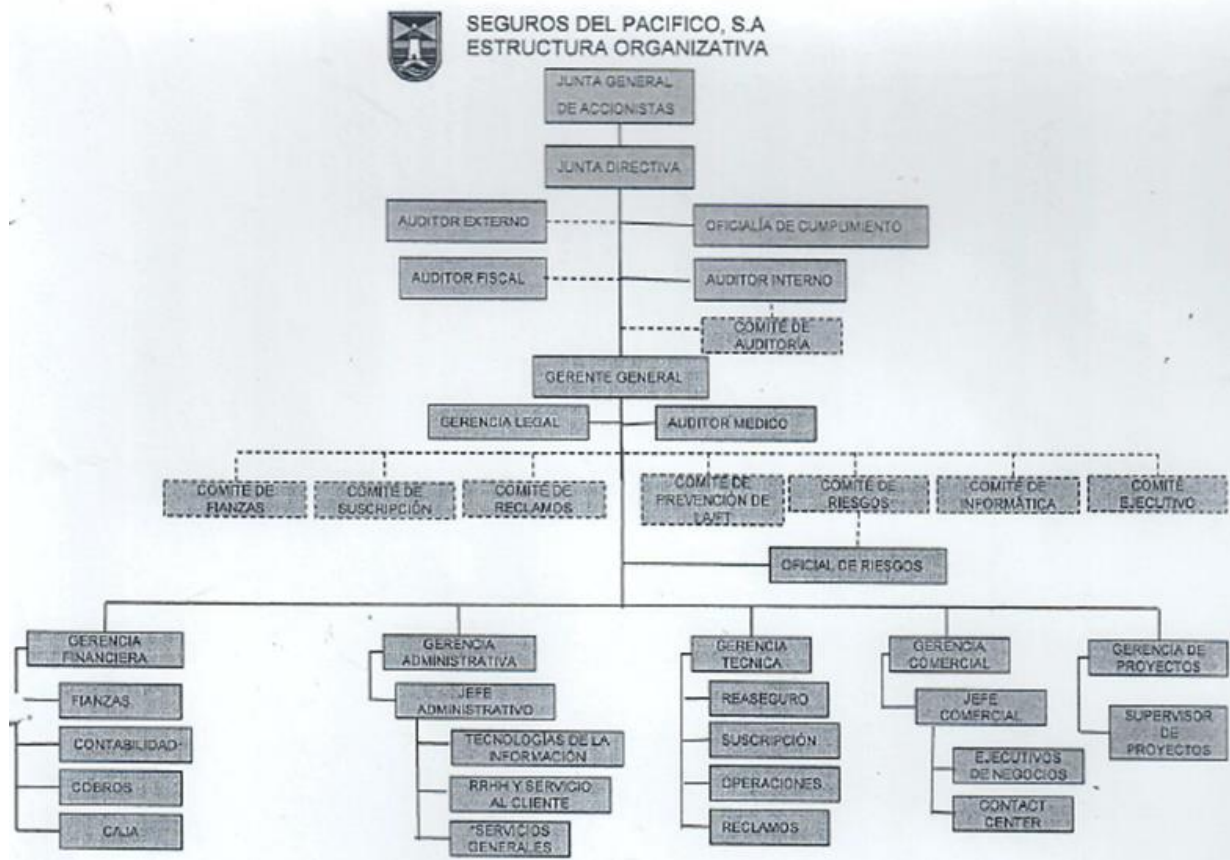 SEGUROS DEL PACIFICO, S.A
ESTRUCTURA ORGANIZATIVA
JUNTA GENERAL
DE ACCIONISTAS
JUNTA DIRECTIVA
AUDITOR EXTERNO
OFICIALÍA DE CUMPLIMIENTO
AUDITOR FISCAL
AUDITOR INTERNO
COMITÉ DE
AUDITORÍA
GERENTE GENERAL
GERENCIA LEGAL
AUDITOR MEDICO
COMITÉ DE
FIANZAS
COMITÉ DE
SUSCRIPCIÓN
COMITÉ DE
RECLAMOS
COMITÉ DE
PREVENCIÓN DE
LA/FT
COMITÉ DE
RIESGOS
COMITÉ DE
INFORMÁTICA
COMITÉ
EJECUTIVO
OFICIAL DE RIESGOS
GERENCIA
FINANCIERA
FIANZAS
CONTABILIDAD
COBROS
CAJA
GERENCIA
ADMINISTRATIVA
JEFE
ADMINISTRATIVO
TECNOLOGÍAS DE LA
INFORMACIÓN
RRHH Y SERVICIO
AL CLIENTE
*SERVICIOS
GENERALES
GERENCIA
TECNICA
REASEGURO
SUSCRIPCIÓN
OPERACIONES
RECLAMOS
GERENCIA
COMERCIAL
JEFE
COMERCIAL
EJECUTIVOS
DE NEGOCIOS
CONTACT
CENTER
GERENCIA DE
PROYECTOS
SUPERVISOR
DE
PROYECTOS